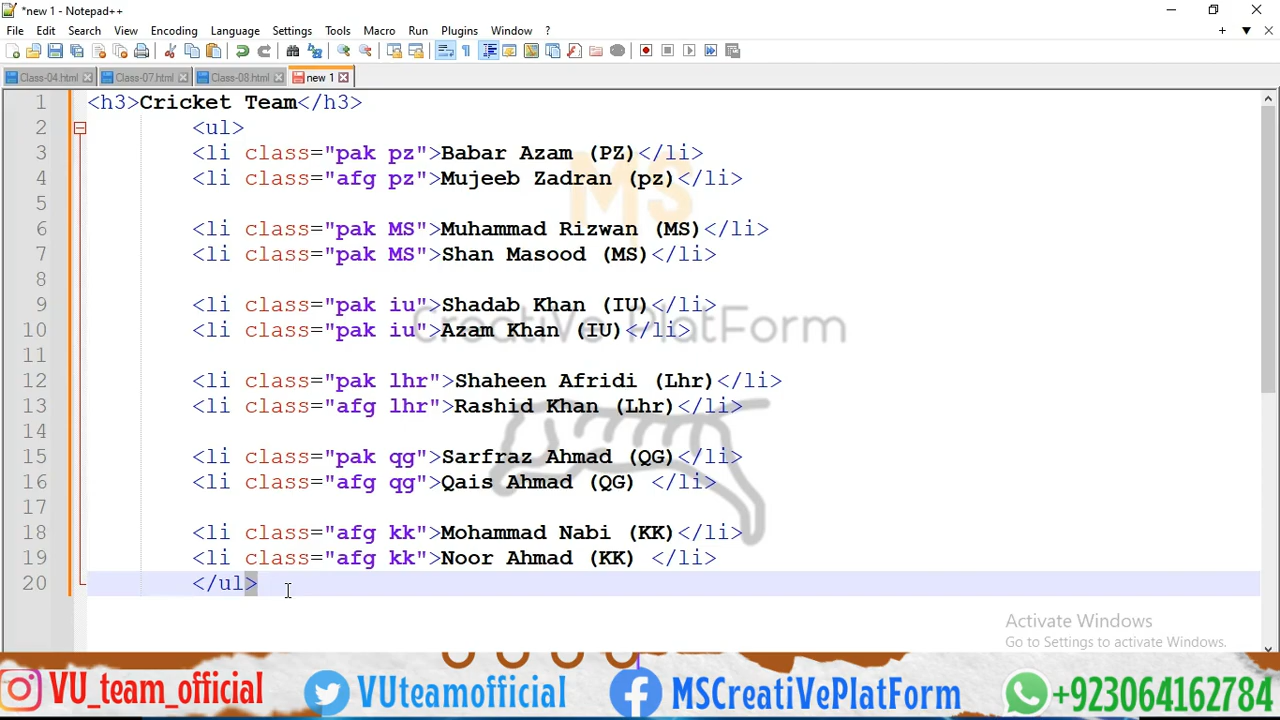 *new 1 - Notepad++
File Edit Search View Encoding Language Settings Tools Macro Run Plugins Window ?
Class-04.html Class-07.html Class-08.html new 1
1 <h3>Cricket Team</h3>
2 <ul>
3 <li class="pak pz">Babar Azam (PZ)</li>
4 <li class="afg pz">Mujeeb Zadran (pz)</li>
5
6 <li class="pak MS">Muhammad Rizwan (MS)</li>
7 <li class="pak MS">Shan Masood (MS)</li>
8
9 <li class="pak iu">Shadab Khan (IU)</li>
10 <li class="pak iu">Azam Khan (IU)</li>
11
12 <li class="pak lhr">Shaheen Afridi (Lhr)</li>
13 <li class="afg lhr">Rashid Khan (Lhr)</li>
14
15 <li class="pak qg">Sarfraz Ahmad (QG)</li>
16 <li class="afg qg">Qais Ahmad (QG) </li>
17
18 <li class="afg kk">Mohammad Nabi (KK)</li>
19 <li class="afg kk">Noor Ahmad (KK) </li>
20 </ul>
MS
CreatiVe PlatForm
Activate Windows
Go to Settings to activate Windows.
VU_team_official VUteamofficial MSCreatiVePlatForm +923064162784